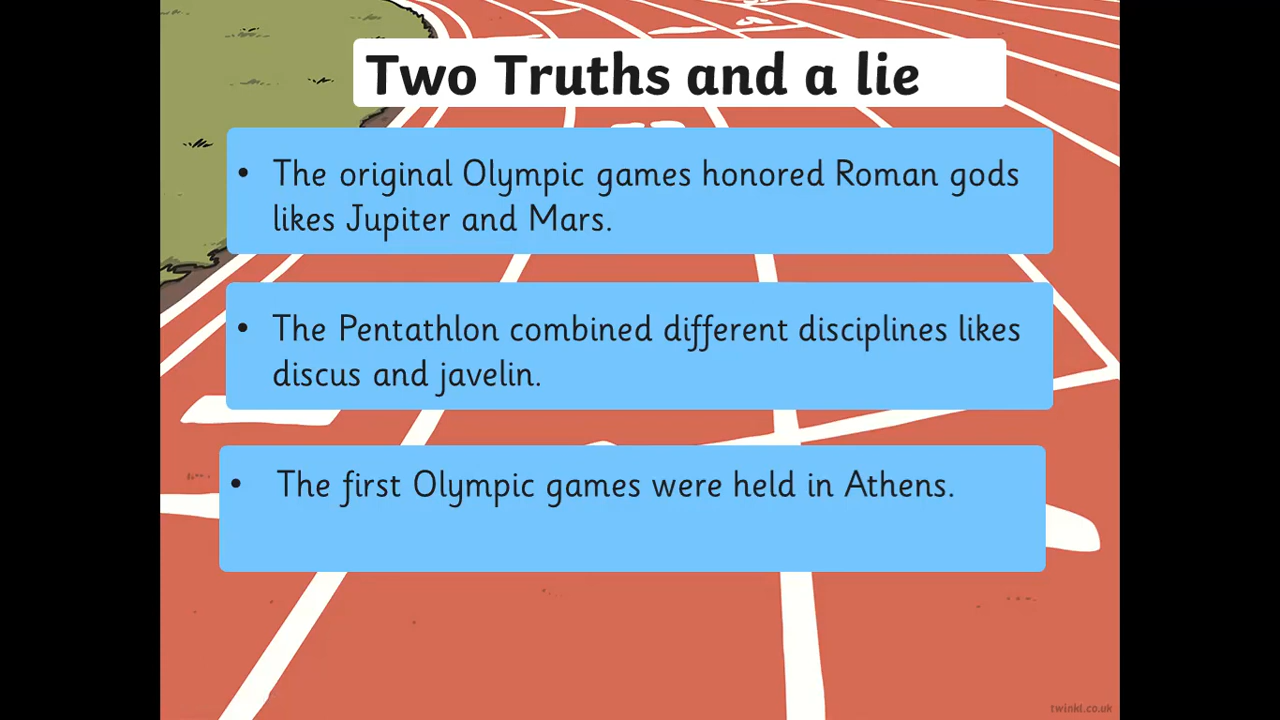 Two Truths and a lie
• The original Olympic games honored Roman gods
likes Jupiter and Mars.
• The Pentathlon combined different disciplines likes
discus and javelin.
• The first Olympic games were held in Athens.
twinkl.co.uk